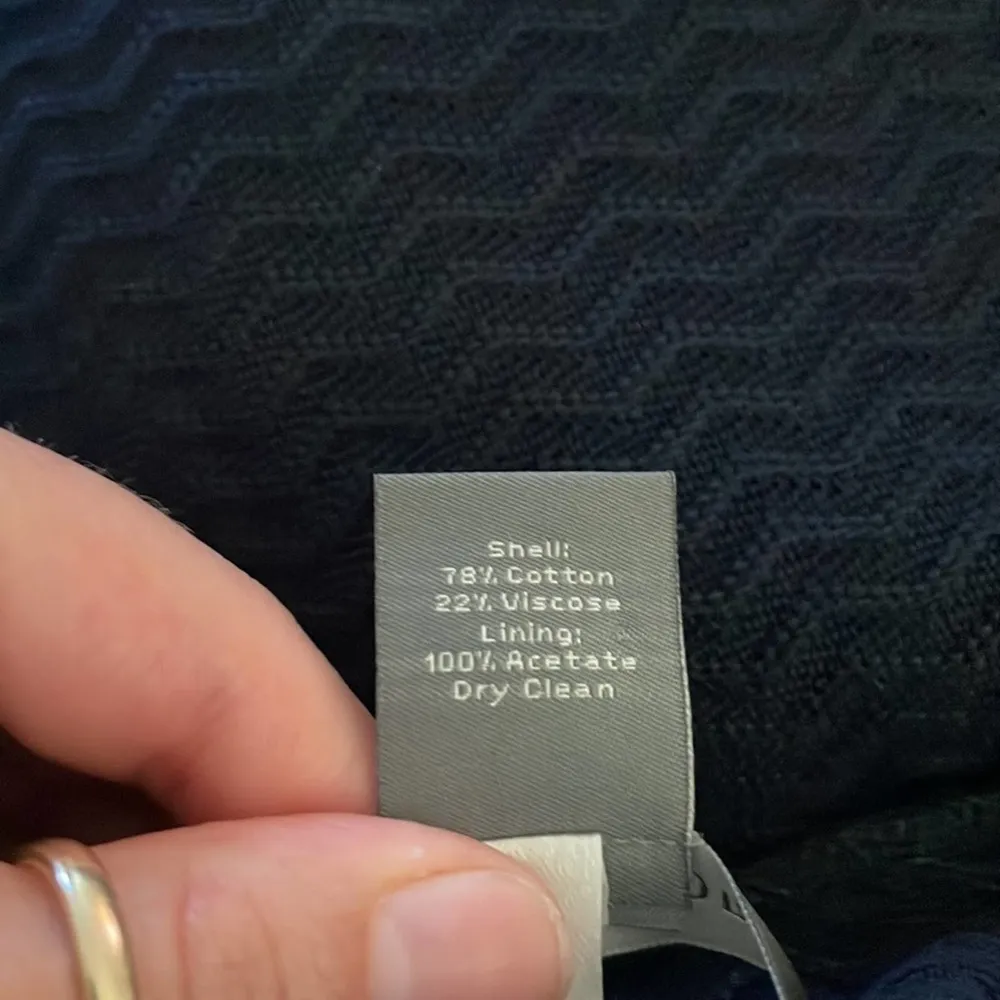 Shell:
78% Cotton
22% Viscose
Lining:
100% Acetate
Dry Clean